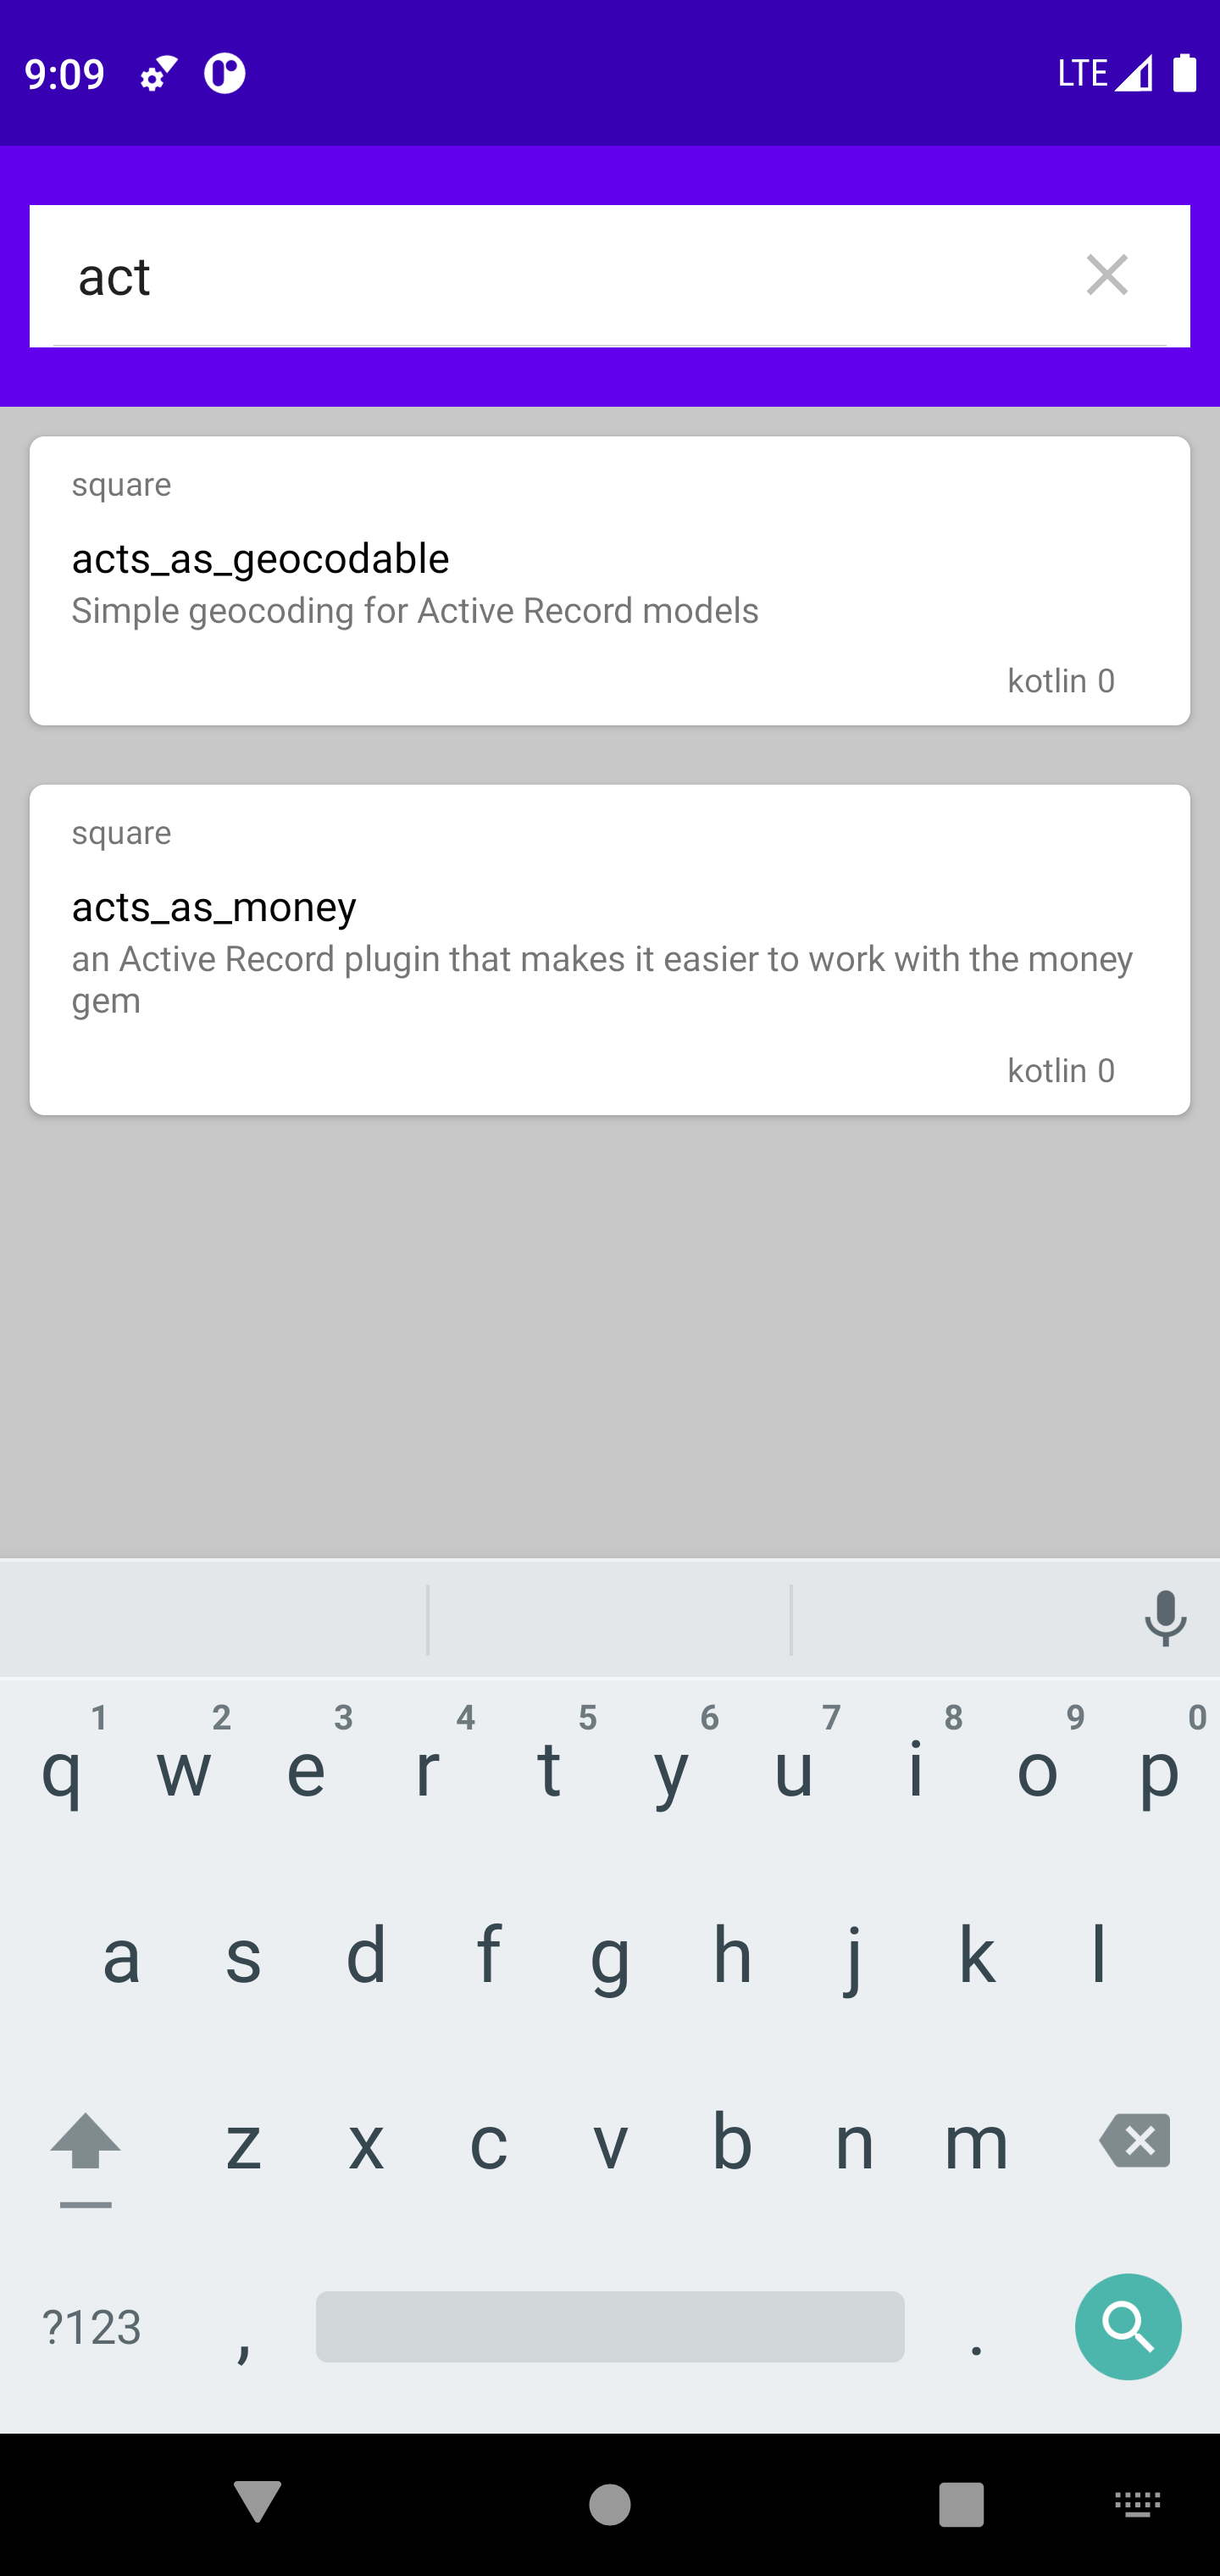 9:09 LTE
act
square
acts_as_geocodable
Simple geocoding for Active Record models
kotlin 0
square
acts_as_money
an Active Record plugin that makes it easier to work with the money
gem
kotlin 0
1 2 3 4 5 6 7 8 9 0
q w e r t y u i o p
a s d f g h j k l
z x c v b n m
?123 , .